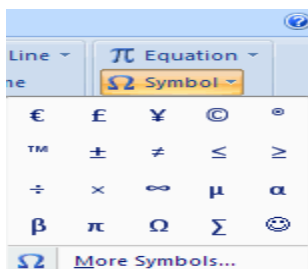 Line π Equation
ne Ω Symbol
€ £ ¥ © ®
™ ± ≠ ≤ ≥
÷ × ∞ µ α
β π Ω ∑ ☺
Ω More Symbols...